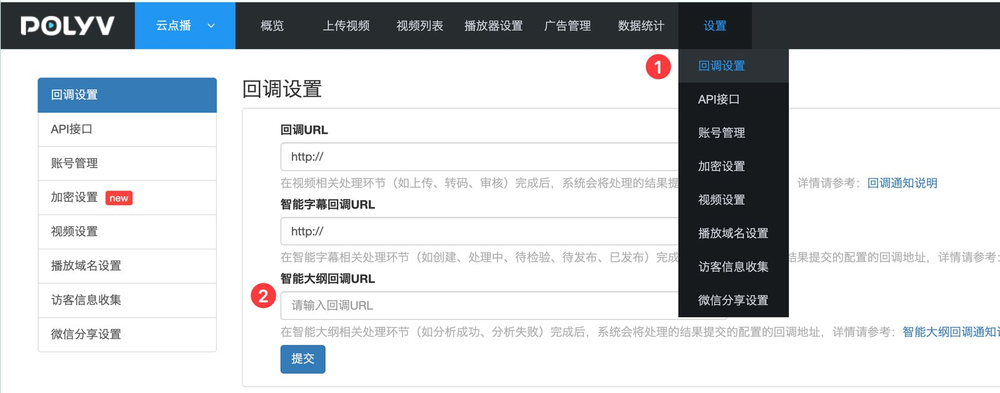 POLYV
云点播
概览
上传视频
视频列表
播放器设置
广告管理
数据统计
设置
1
回调设置
API接口
账号管理
加密设置
视频设置
播放域名设置
访客信息收集
微信分享设置
回调设置
API接口
账号管理
加密设置 new
视频设置
播放域名设置
访客信息收集
微信分享设置
回调设置
回调URL
http://
在视频相关处理环节（如上传、转码、审核）完成后，系统会将处理的结果提 详情请参考：回调通知说明
智能字幕回调URL
http://
在智能字幕相关处理环节（如创建、处理中、待检验、待发布、已发布）完成 结果提交的配置的回调地址，详情请参考：
智能大纲回调URL
2
请输入回调URL
在智能大纲相关处理环节（如分析成功、分析失败）完成后，系统会将处理的结果提交的配置的回调地址，详情请参考：智能大纲回调通知
提交